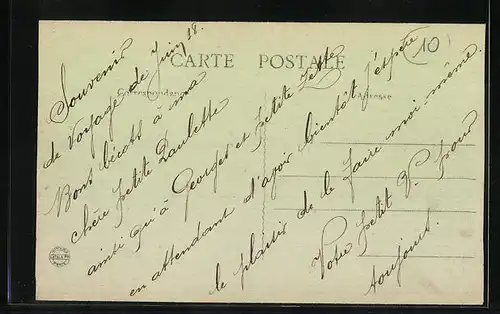 CARTE POSTALE
Correspondance
Adresse
10
Souvenir
de Voyage de Juin 18.
Bons bécots à ma
chère petite Paulette
ainsi qu'à Georges et petite
en attendant d'avoir bientôt j'espère
le plaisir de le faire moi-même.
Votre petit V. pour
toujours.